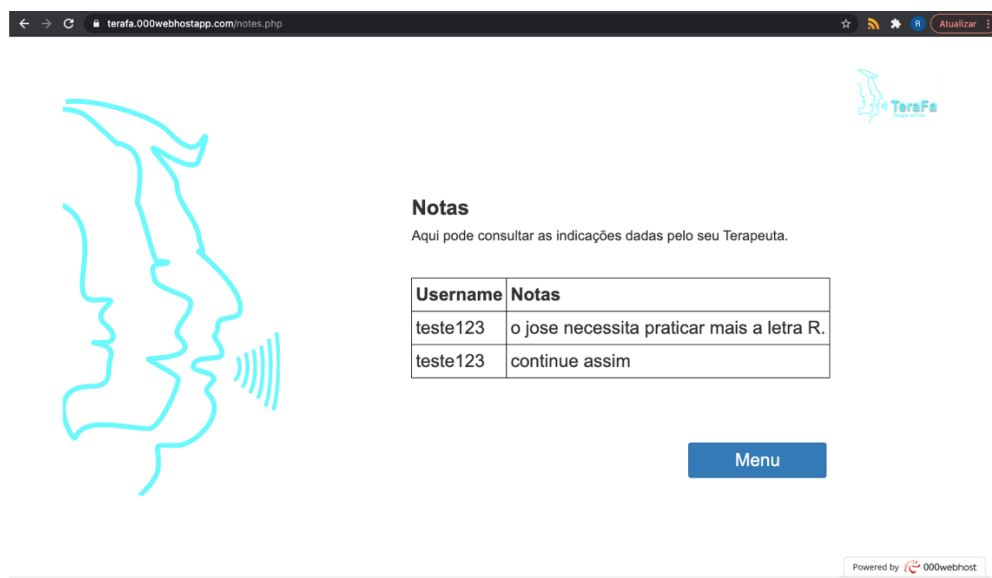 terafa.000webhostapp.com/notes.php
R
Atualizar
TeraFa
Notas
Aqui pode consultar as indicações dadas pelo seu Terapeuta.
Username Notas
teste123 o jose necessita praticar mais a letra R.
teste123 continue assim
Menu
Powered by 000webhost